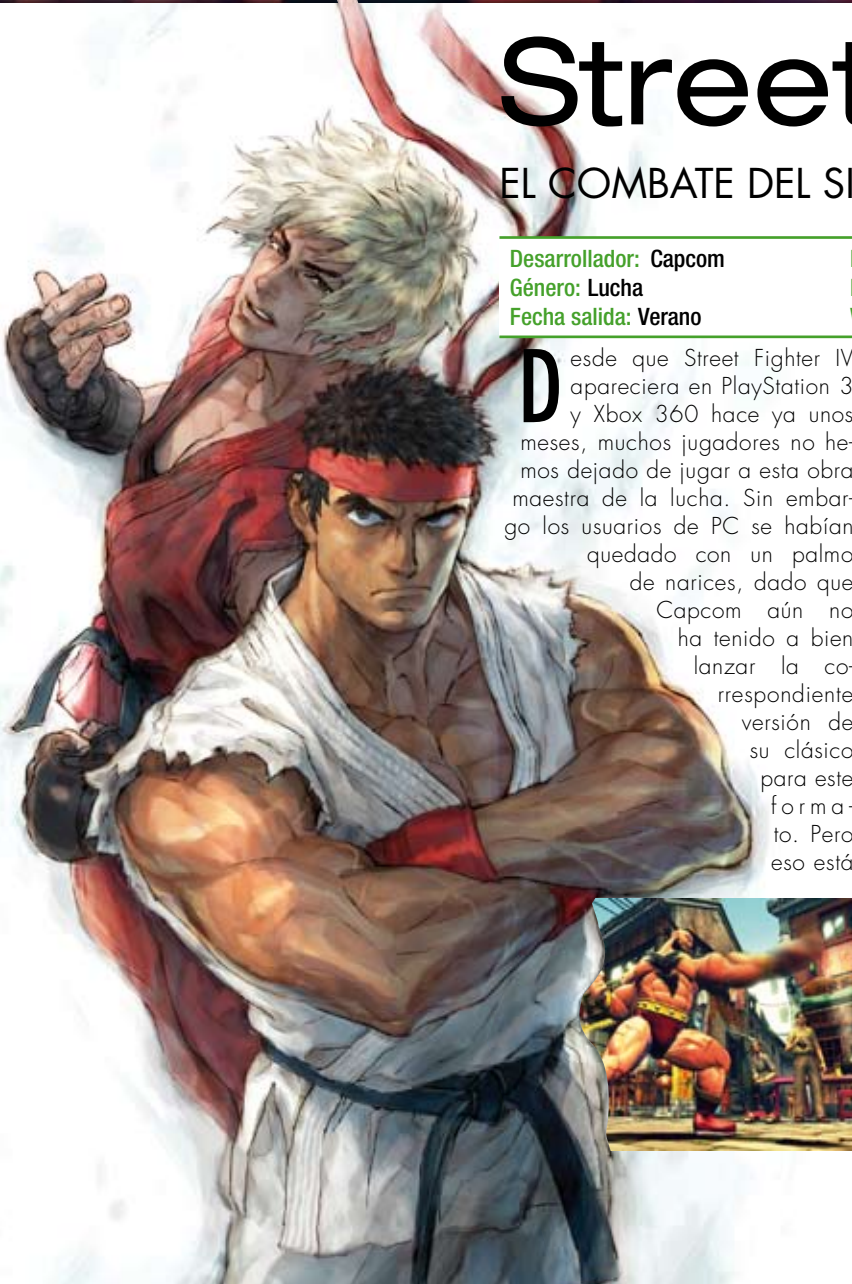 Street
EL COMBATE DEL SI
Desarrollador: Capcom
Género: Lucha
Fecha salida: Verano
Desde que Street Fighter IV
apareciera en PlayStation 3
y Xbox 360 hace ya unos
meses, muchos jugadores no he-
mos dejado de jugar a esta obra
maestra de la lucha. Sin embar-
go los usuarios de PC se habían
quedado con un palmo
de narices, dado que
Capcom aún no
ha tenido a bien
lanzar la co-
rrespondiente
versión de
su clásico
para este
forma-
to. Pero
eso está